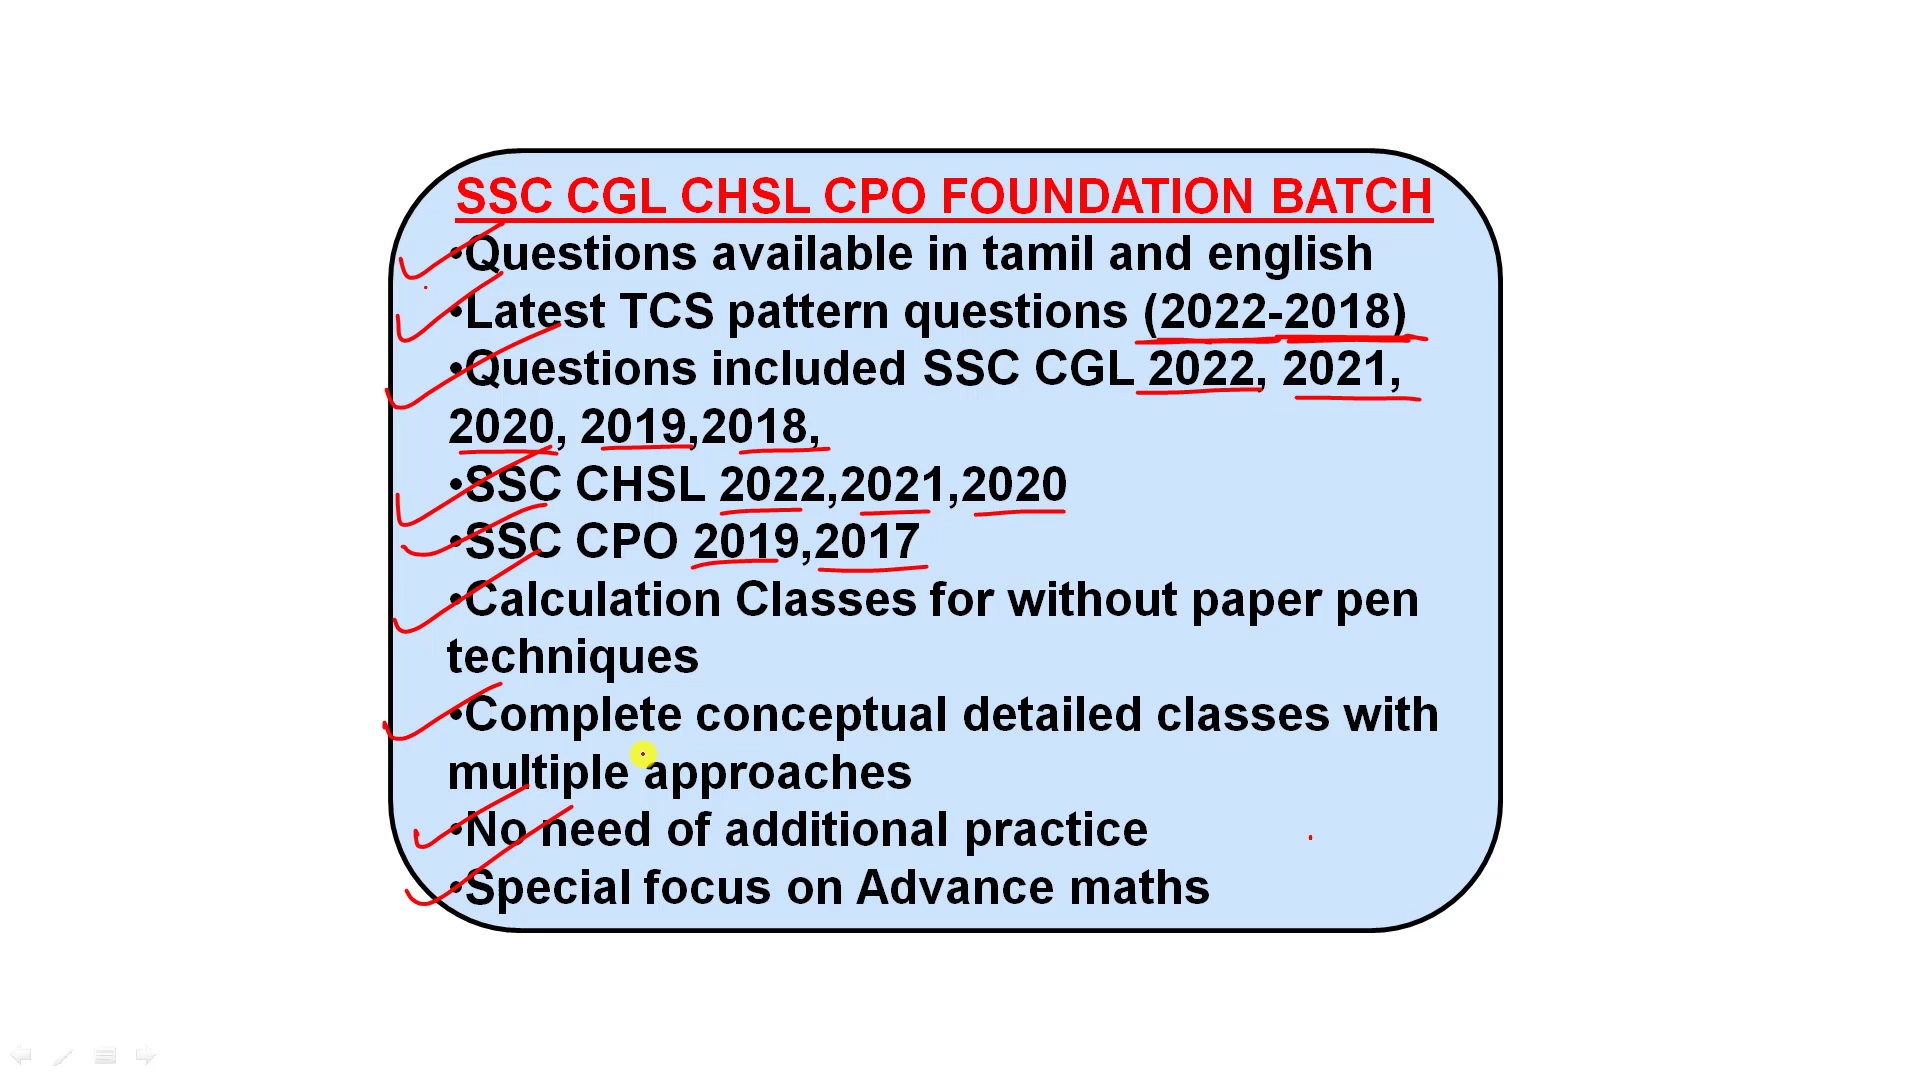 SSC CGL CHSL CPO FOUNDATION BATCH
•Questions available in tamil and english
•Latest TCS pattern questions (2022-2018)
•Questions included SSC CGL 2022, 2021,
2020, 2019,2018,
•SSC CHSL 2022,2021,2020
•SSC CPO 2019,2017
•Calculation Classes for without paper pen
techniques
•Complete conceptual detailed classes with
multiple approaches
•No need of additional practice
•Special focus on Advance maths